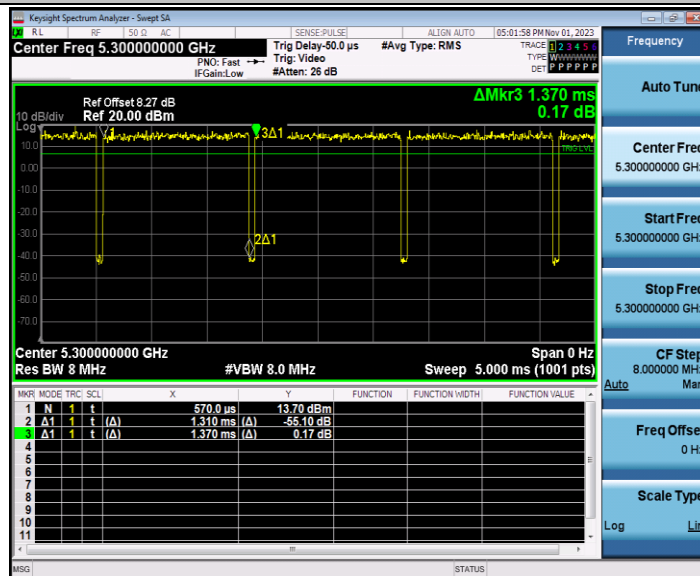 Keysight Spectrum Analyzer - Swept SA
RL RF 50 Ω AC SENSE:PULSE ALIGN AUTO 05:01:58 PM Nov 01, 2023
Center Freq 5.300000000 GHz
PNO: Fast
IFGain:Low
Trig Delay-50.0 µs
Trig: Video
#Atten: 26 dB
#Avg Type: RMS
TRACE 1 2 3 4 5 6
TYPE WWWWWW
DET P P P P P P
ΔMkr3 1.370 ms
0.17 dB
Ref Offset 8.27 dB
10 dB/div Ref 20.00 dBm
Log
1
3Δ1
TRIG LVL
2Δ1
10.0
0.00
-10.0
-20.0
-30.0
-40.0
-50.0
-60.0
-70.0
Center 5.300000000 GHz Span 0 Hz
Res BW 8 MHz #VBW 8.0 MHz Sweep 5.000 ms (1001 pts)
MKR MODE TRC SCL X Y FUNCTION FUNCTION WIDTH FUNCTION VALUE
1 N 1 t 570.0 µs 13.70 dBm
2 Δ1 1 t (Δ) 1.310 ms (Δ) -55.10 dB
3 Δ1 1 t (Δ) 1.370 ms (Δ) 0.17 dB
4
5
6
7
8
9
10
11
MSG STATUS
Frequency
Auto Tune
Center Freq
5.300000000 GHz
Start Freq
5.300000000 GHz
Stop Freq
5.300000000 GHz
CF Step
8.000000 MHz
Auto Man
Freq Offset
0 Hz
Scale Type
Log Lin